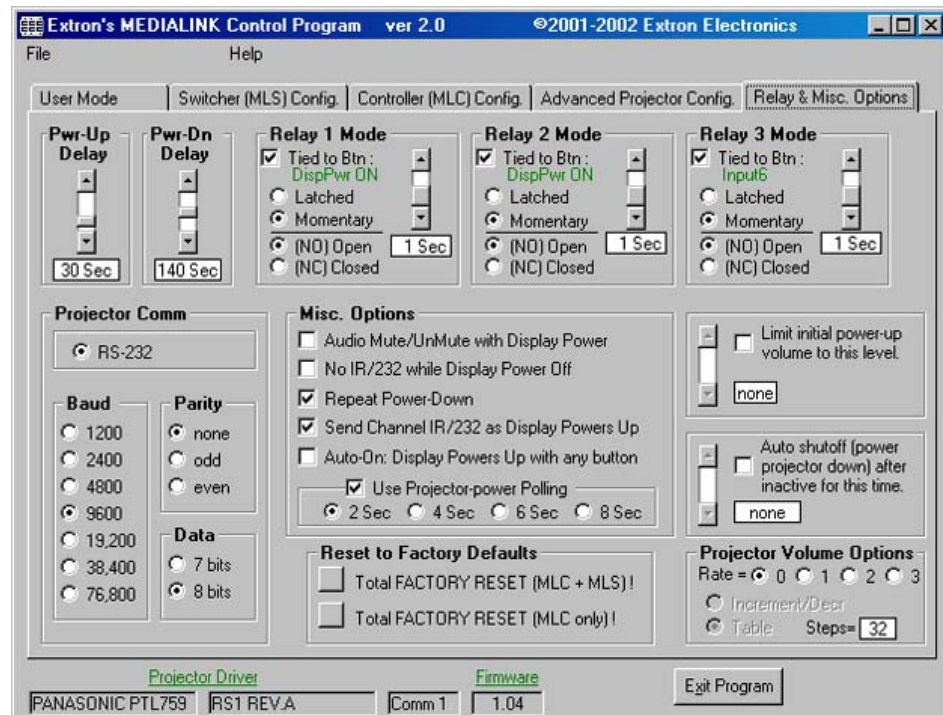 Extron's MEDIALINK Control Program ver 2.0 ©2001-2002 Extron Electronics
File Help
User Mode Switcher (MLS) Config. Controller (MLC) Config. Advanced Projector Config. Relay & Misc. Options
Pwr-Up Delay
30 Sec
Pwr-Dn Delay
140 Sec
Relay 1 Mode
Tied to Btn :
DispPwr ON
Latched
Momentary
(NO) Open
(NC) Closed
1 Sec
Relay 2 Mode
Tied to Btn :
DispPwr ON
Latched
Momentary
(NO) Open
(NC) Closed
1 Sec
Relay 3 Mode
Tied to Btn :
Input6
Latched
Momentary
(NO) Open
(NC) Closed
1 Sec
Projector Comm
RS-232
Baud
1200
2400
4800
9600
19,200
38,400
76,800
Parity
none
odd
even
Data
7 bits
8 bits
Misc. Options
Audio Mute/UnMute with Display Power
No IR/232 while Display Power Off
Repeat Power-Down
Send Channel IR/232 as Display Powers Up
Auto-On: Display Powers Up with any button
Use Projector-power Polling
2 Sec 4 Sec 6 Sec 8 Sec
Reset to Factory Defaults
Total FACTORY RESET (MLC + MLS) !
Total FACTORY RESET (MLC only) !
Limit initial power-up
volume to this level.
none
Auto shutoff (power
projector down) after
inactive for this time.
none
Projector Volume Options
Rate = 0 1 2 3
Increment/Decr
Table Steps= 32
Projector Driver
PANASONIC PTL759 RS1 REV.A Comm 1
Firmware
1.04
Exit Program